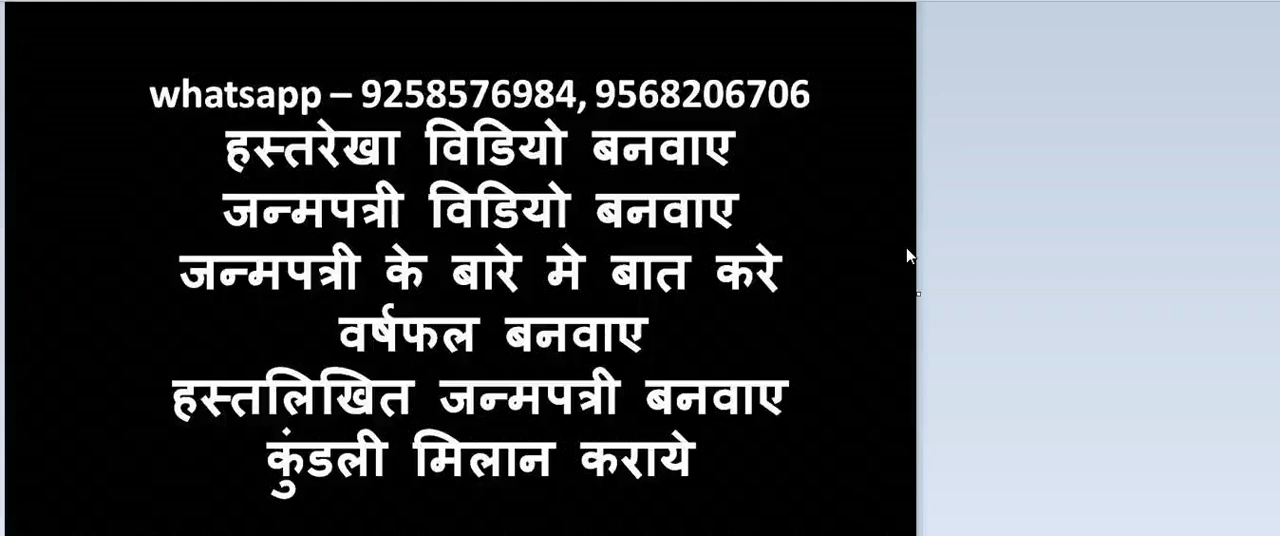 whatsapp – 9258576984, 9568206706
हस्तरेखा विडियो बनवाए
जन्मपत्री विडियो बनवाए
जन्मपत्री के बारे मे बात करे
वर्षफल बनवाए
हस्तलिखित जन्मपत्री बनवाए
कुंडली मिलान कराये